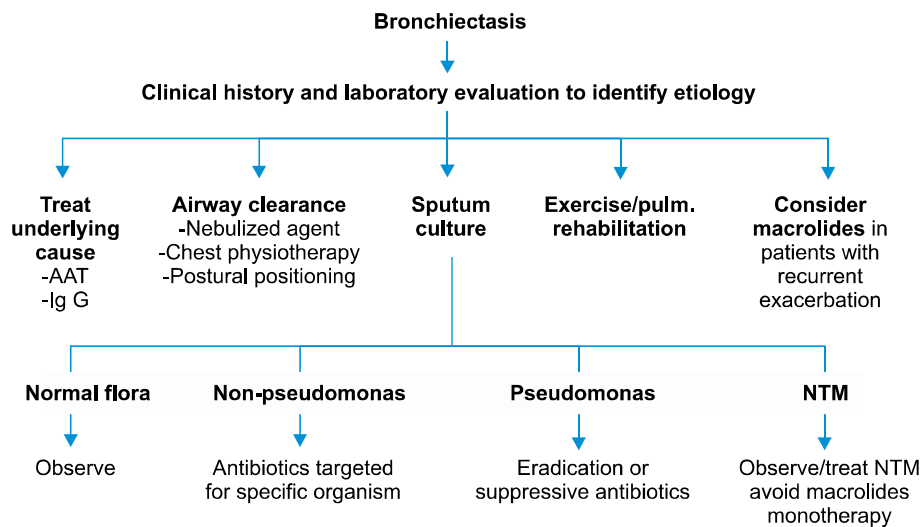 Bronchiectasis
Clinical history and laboratory evaluation to identify etiology
Treat
underlying
cause
-AAT
-Ig G
Airway clearance
-Nebulized agent
-Chest physiotherapy
-Postural positioning
Sputum
culture
Exercise/pulm.
rehabilitation
Consider
macrolides in
patients with
recurrent
exacerbation
Normal flora
Non-pseudomonas
Pseudomonas
NTM
Observe
Antibiotics targeted
for specific organism
Eradication or
suppressive antibiotics
Observe/treat NTM
avoid macrolides
monotherapy